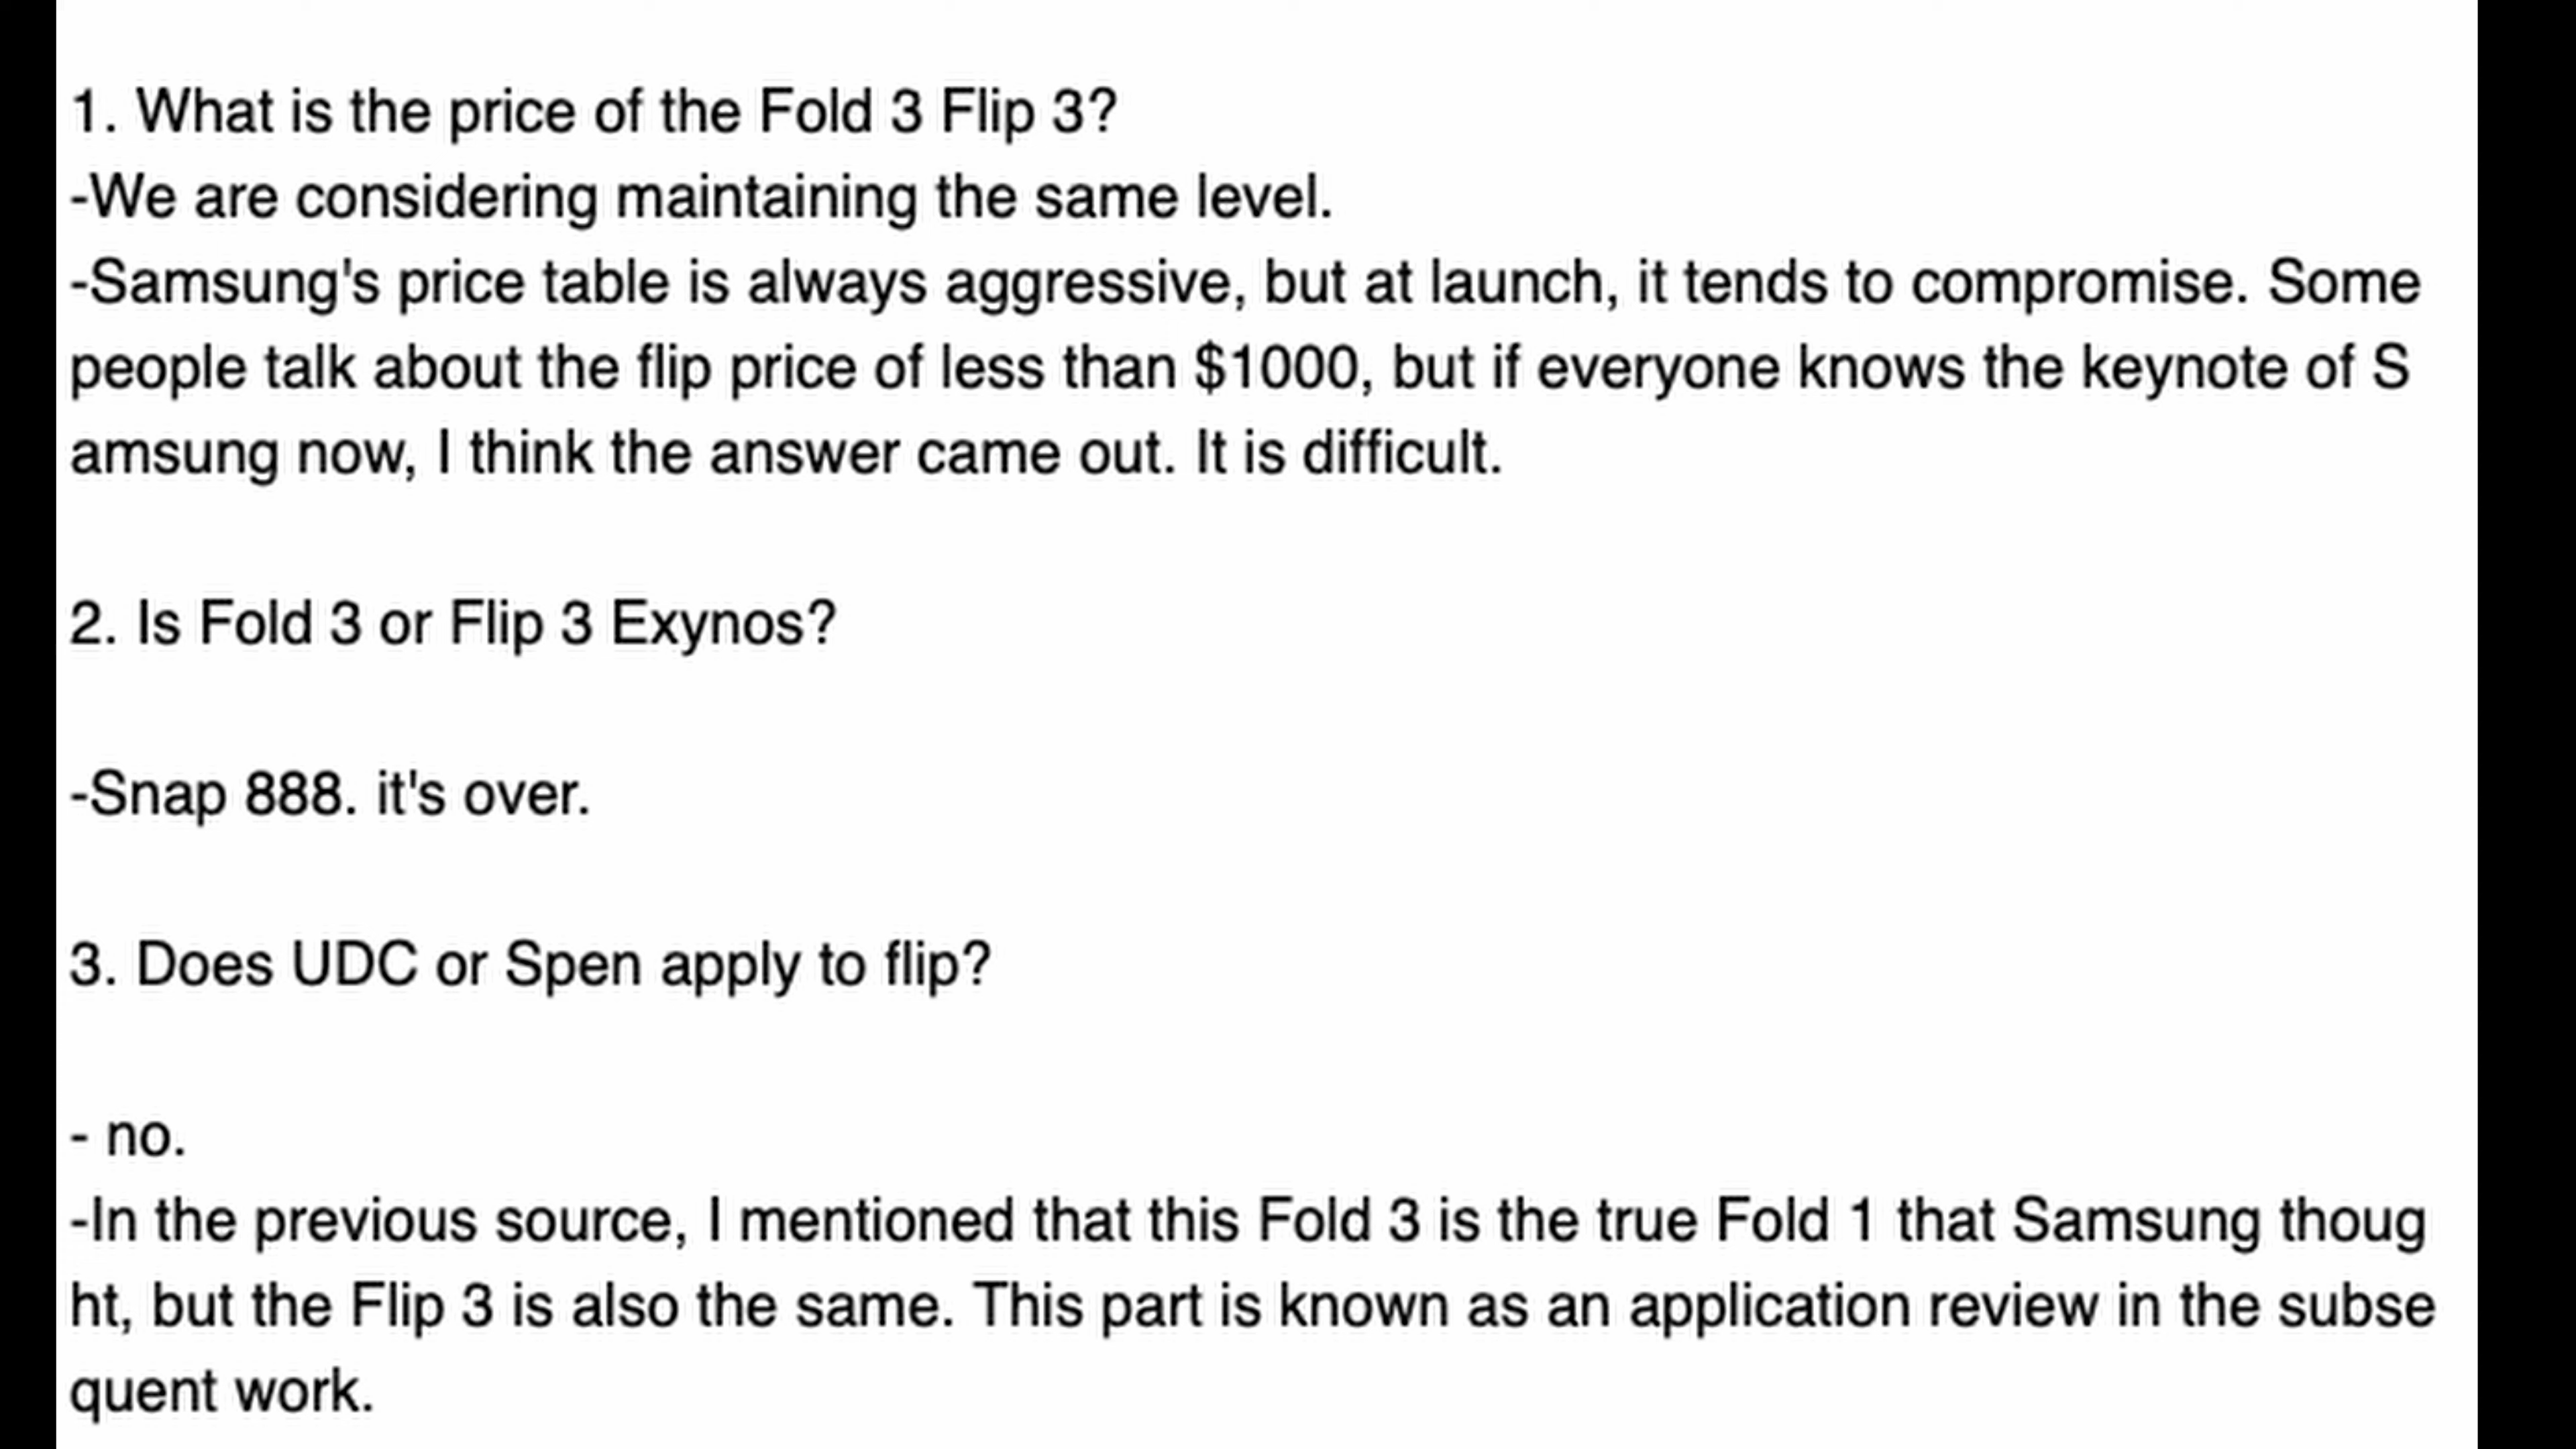 1. What is the price of the Fold 3 Flip 3?
-We are considering maintaining the same level.
-Samsung's price table is always aggressive, but at launch, it tends to compromise. Some
people talk about the flip price of less than $1000, but if everyone knows the keynote of S
amsung now, I think the answer came out. It is difficult.
2. Is Fold 3 or Flip 3 Exynos?
-Snap 888. it's over.
3. Does UDC or Spen apply to flip?
- no.
-In the previous source, I mentioned that this Fold 3 is the true Fold 1 that Samsung thoug
ht, but the Flip 3 is also the same. This part is known as an application review in the subse
quent work.